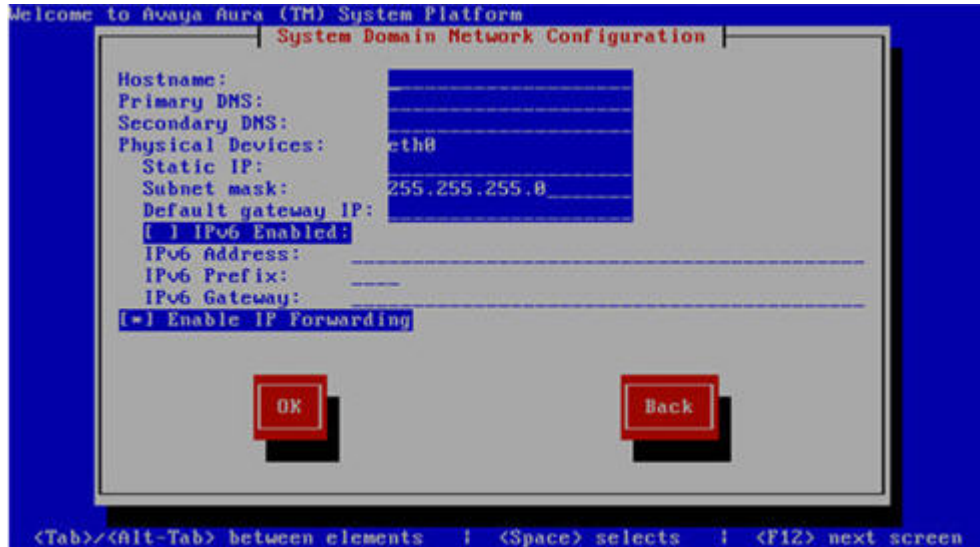 Welcome to Avaya Aura (TM) System Platform
System Domain Network Configuration
Hostname:
Primary DNS:
Secondary DNS:
Physical Devices: eth0
Static IP:
Subnet mask: 255.255.255.0
Default gateway IP:
[ ] IPv6 Enabled:
IPv6 Address:
IPv6 Prefix:
IPv6 Gateway:
[*] Enable IP Forwarding
OK Back
<Tab>/<Alt-Tab> between elements | <Space> selects | <F12> next screen